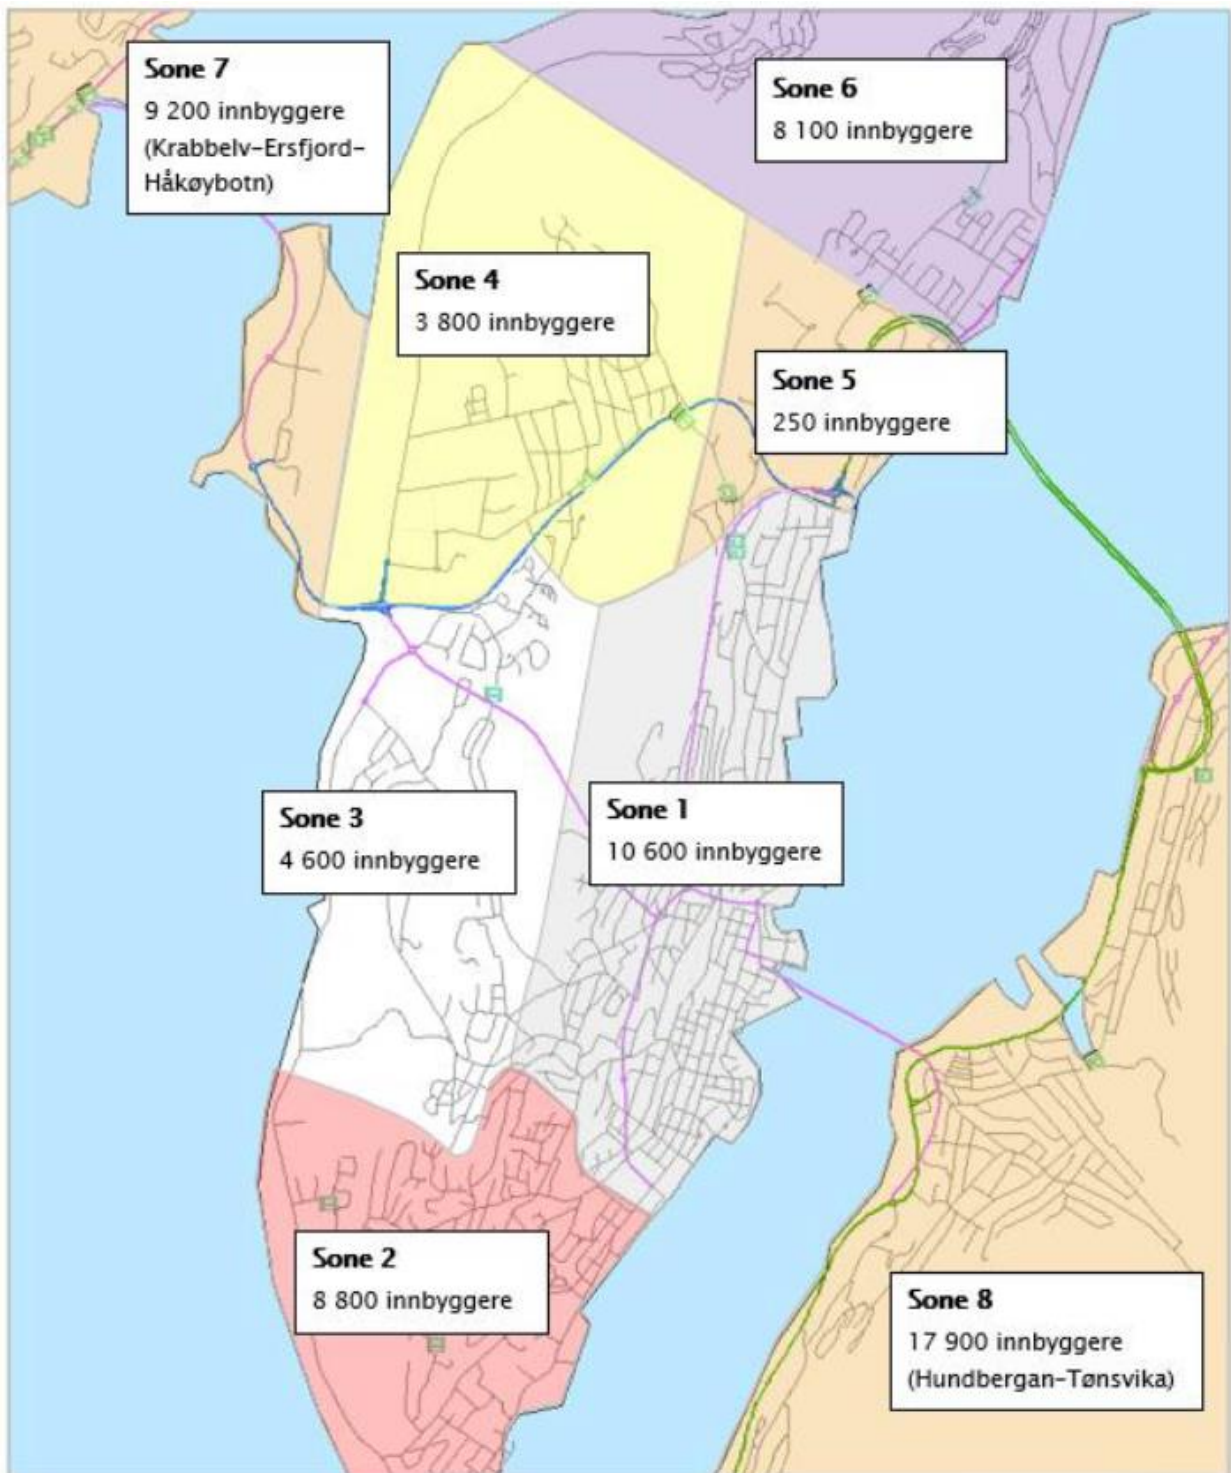 Sone 7
9 200 innbyggere
(Krabbelv-Ersfjord-
Håkøybotn)
Sone 6
8 100 innbyggere
Sone 4
3 800 innbyggere
Sone 5
250 innbyggere
Sone 3
4 600 innbyggere
Sone 1
10 600 innbyggere
Sone 2
8 800 innbyggere
Sone 8
17 900 innbyggere
(Hundbergan-Tønsvika)